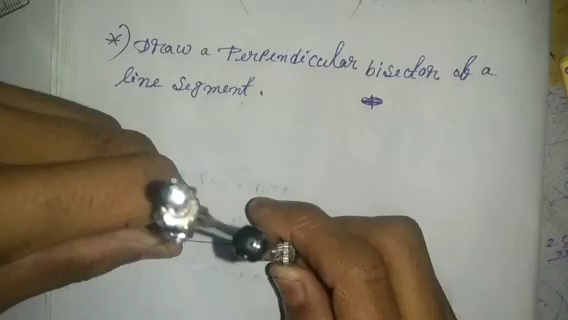 *) Draw a Perpendicular bisector of a
line segment.